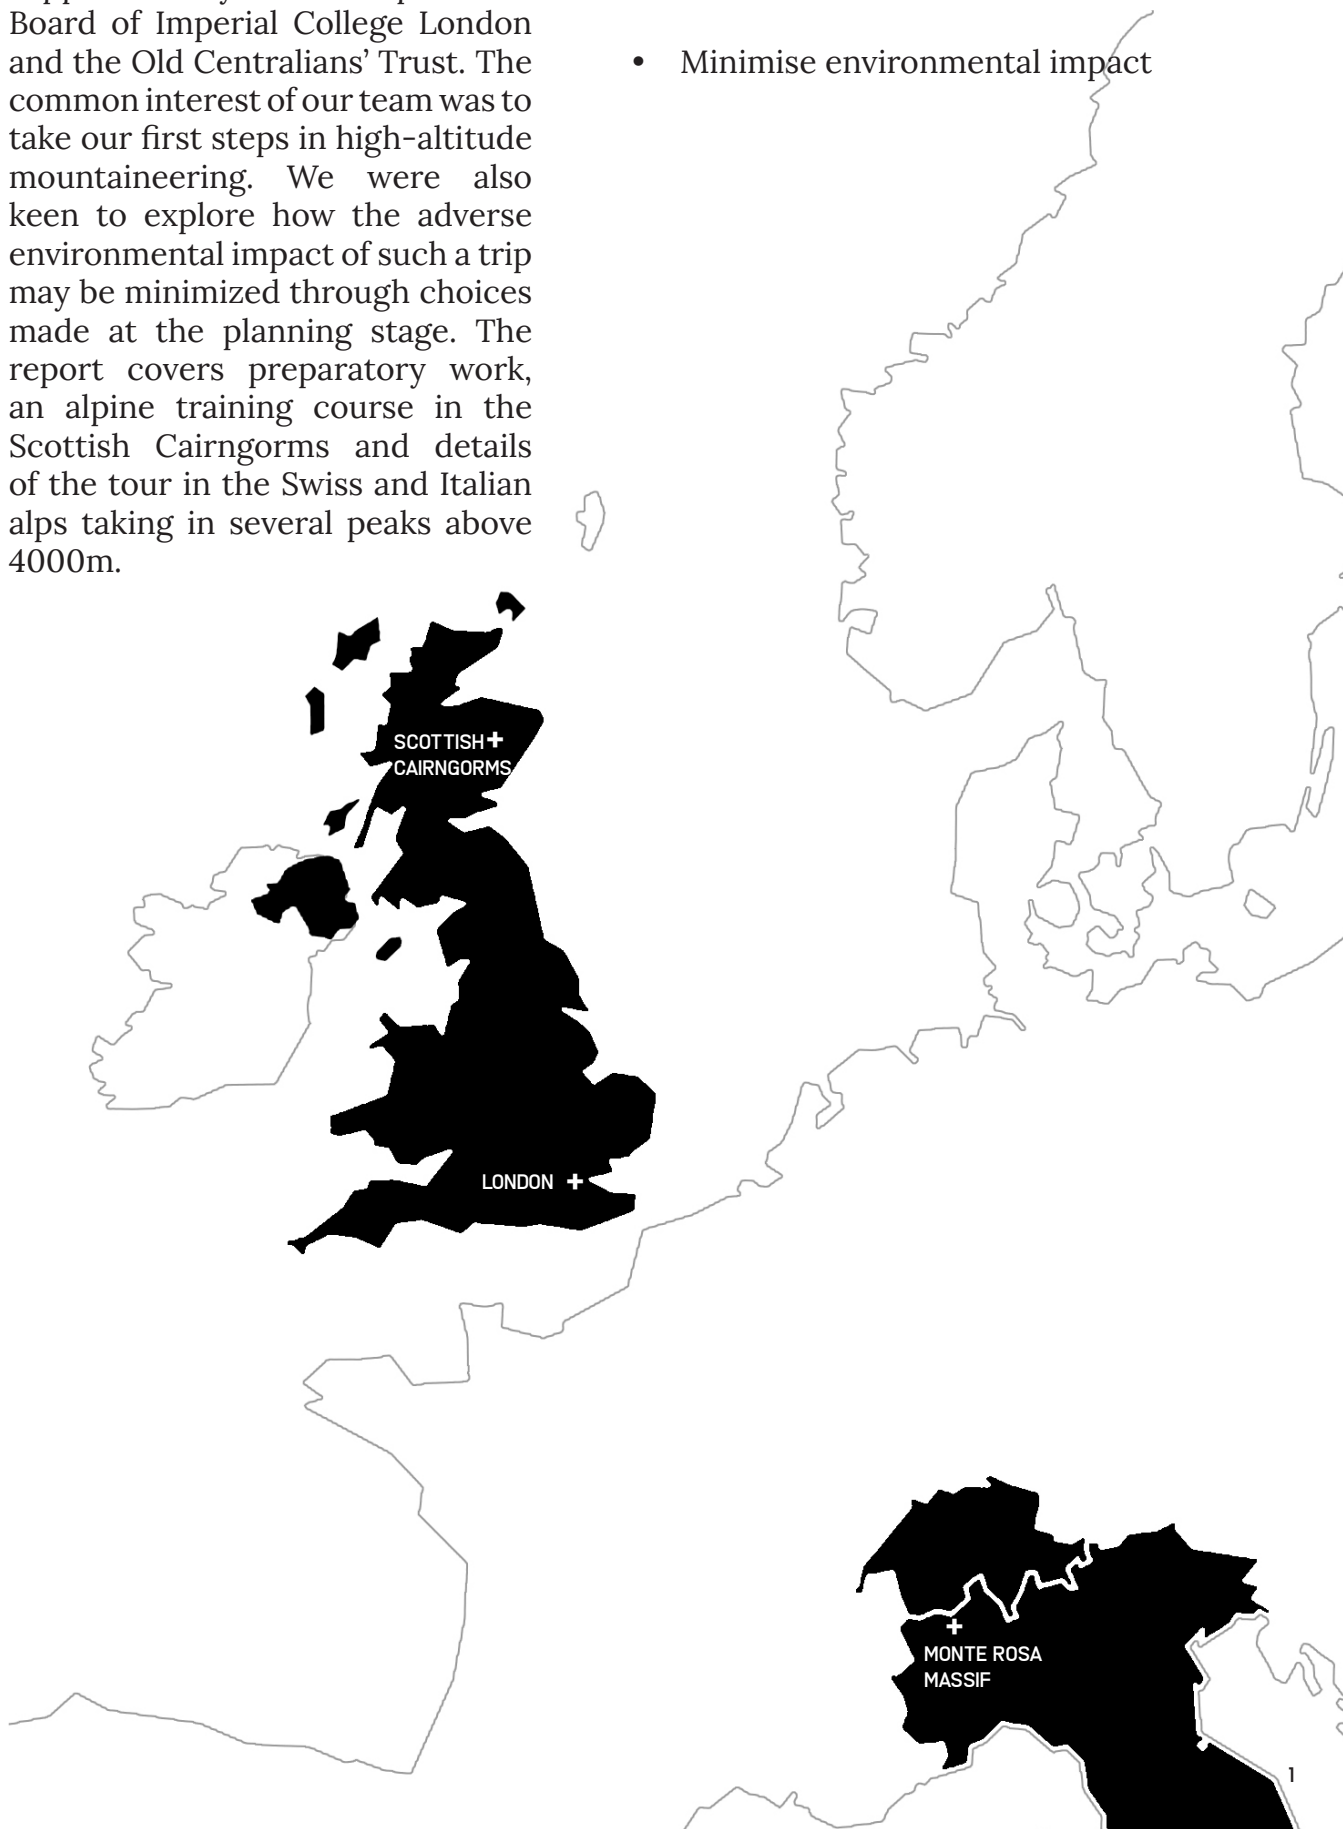 Board of Imperial College London
and the Old Centralians’ Trust. The
common interest of our team was to
take our first steps in high-altitude
mountaineering. We were also
keen to explore how the adverse
environmental impact of such a trip
may be minimized through choices
made at the planning stage. The
report covers preparatory work,
an alpine training course in the
Scottish Cairngorms and details
of the tour in the Swiss and Italian
alps taking in several peaks above
4000m.
• Minimise environmental impact
SCOTTISH
CAIRNGORMS
LONDON
MONTE ROSA
MASSIF
1